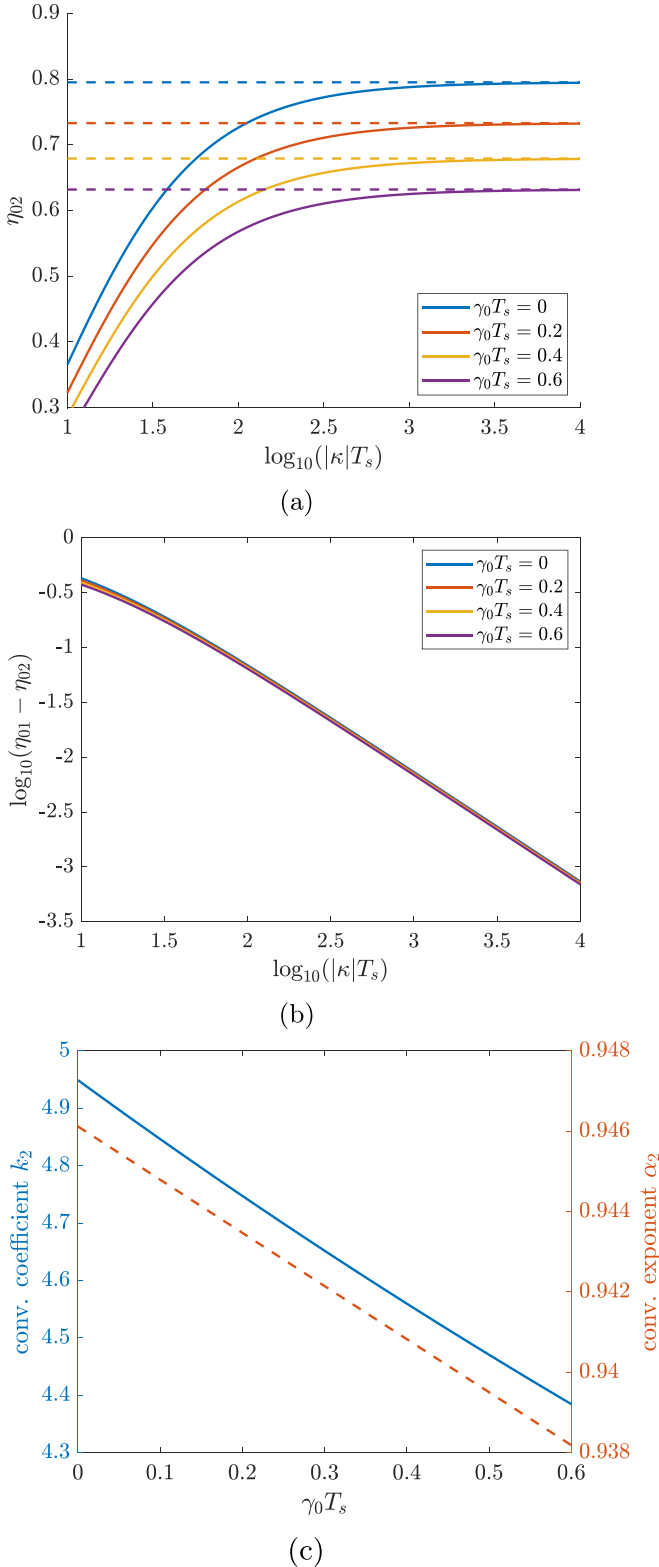 0.9
0.8
0.7
0.6
0.5
0.4
0.3
η₀₂
γ₀Tₛ = 0
γ₀Tₛ = 0.2
γ₀Tₛ = 0.4
γ₀Tₛ = 0.6
1 1.5 2 2.5 3 3.5 4
log₁₀(|κ|Tₛ)
(a)
0
-0.5
-1
-1.5
-2
-2.5
-3
-3.5
log₁₀(η₀₁ − η₀₂)
γ₀Tₛ = 0
γ₀Tₛ = 0.2
γ₀Tₛ = 0.4
γ₀Tₛ = 0.6
1 1.5 2 2.5 3 3.5 4
log₁₀(|κ|Tₛ)
(b)
5
4.9
4.8
4.7
4.6
4.5
4.4
4.3
conv. coefficient k₂
0.948
0.946
0.944
0.942
0.94
0.938
conv. exponent α₂
0 0.1 0.2 0.3 0.4 0.5 0.6
γ₀Tₛ
(c)